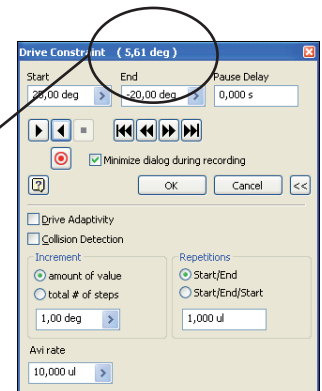 Drive Constraint ( 5,61 deg )
Start End Pause Delay
25,00 deg -20,00 deg 0,000 s
Minimize dialog during recording
OK Cancel <<
Drive Adaptivity
Collision Detection
Increment Repetitions
amount of value Start/End
total # of steps Start/End/Start
1,00 deg 1,000 ul
Avi rate
10,000 ul